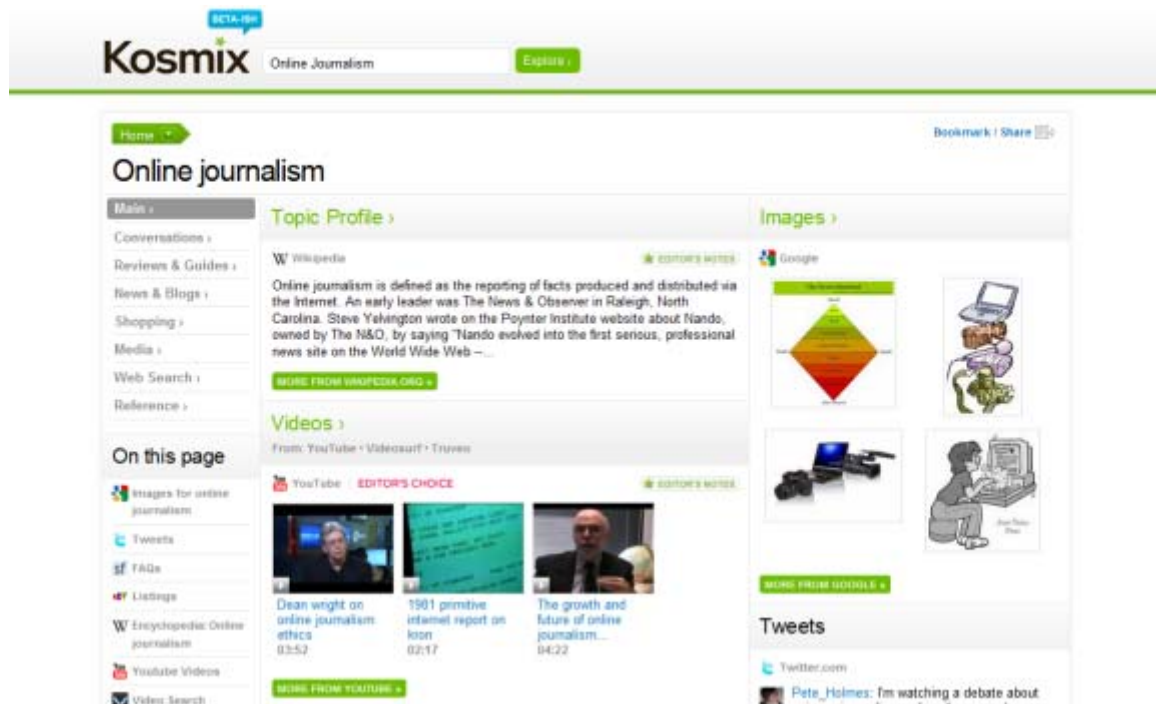 BETA-ISH
Kosmix
Online Journalism
Explore ›
Home
Bookmark / Share
Online journalism
Main ›
Conversations ›
Reviews & Guides ›
News & Blogs ›
Shopping ›
Media ›
Web Search ›
Reference ›
On this page
Images for online
journalism
Tweets
FAQs
Listings
Encyclopedia: Online
journalism
Youtube Videos
Video Search
Topic Profile ›
W Wikipedia
EDITOR'S NOTES
Online journalism is defined as the reporting of facts produced and distributed via
the Internet. An early leader was The News & Observer in Raleigh, North
Carolina. Steve Yelvington wrote on the Poynter Institute website about Nando,
owned by The N&O, by saying "Nando evolved into the first serious, professional
news site on the World Wide Web --...
MORE FROM WIKIPEDIA.ORG »
Videos ›
From: YouTube • Videosurf • Truveo
YouTube | EDITOR'S CHOICE
EDITOR'S NOTES
Dean wright on
online journalism
ethics
03:52
1981 primitive
internet report on
kron
02:17
The growth and
future of online
journalism...
04:22
MORE FROM YOUTUBE »
Images ›
Google
MORE FROM GOOGLE »
Tweets
Twitter.com
Pete_Holmes: I'm watching a debate about